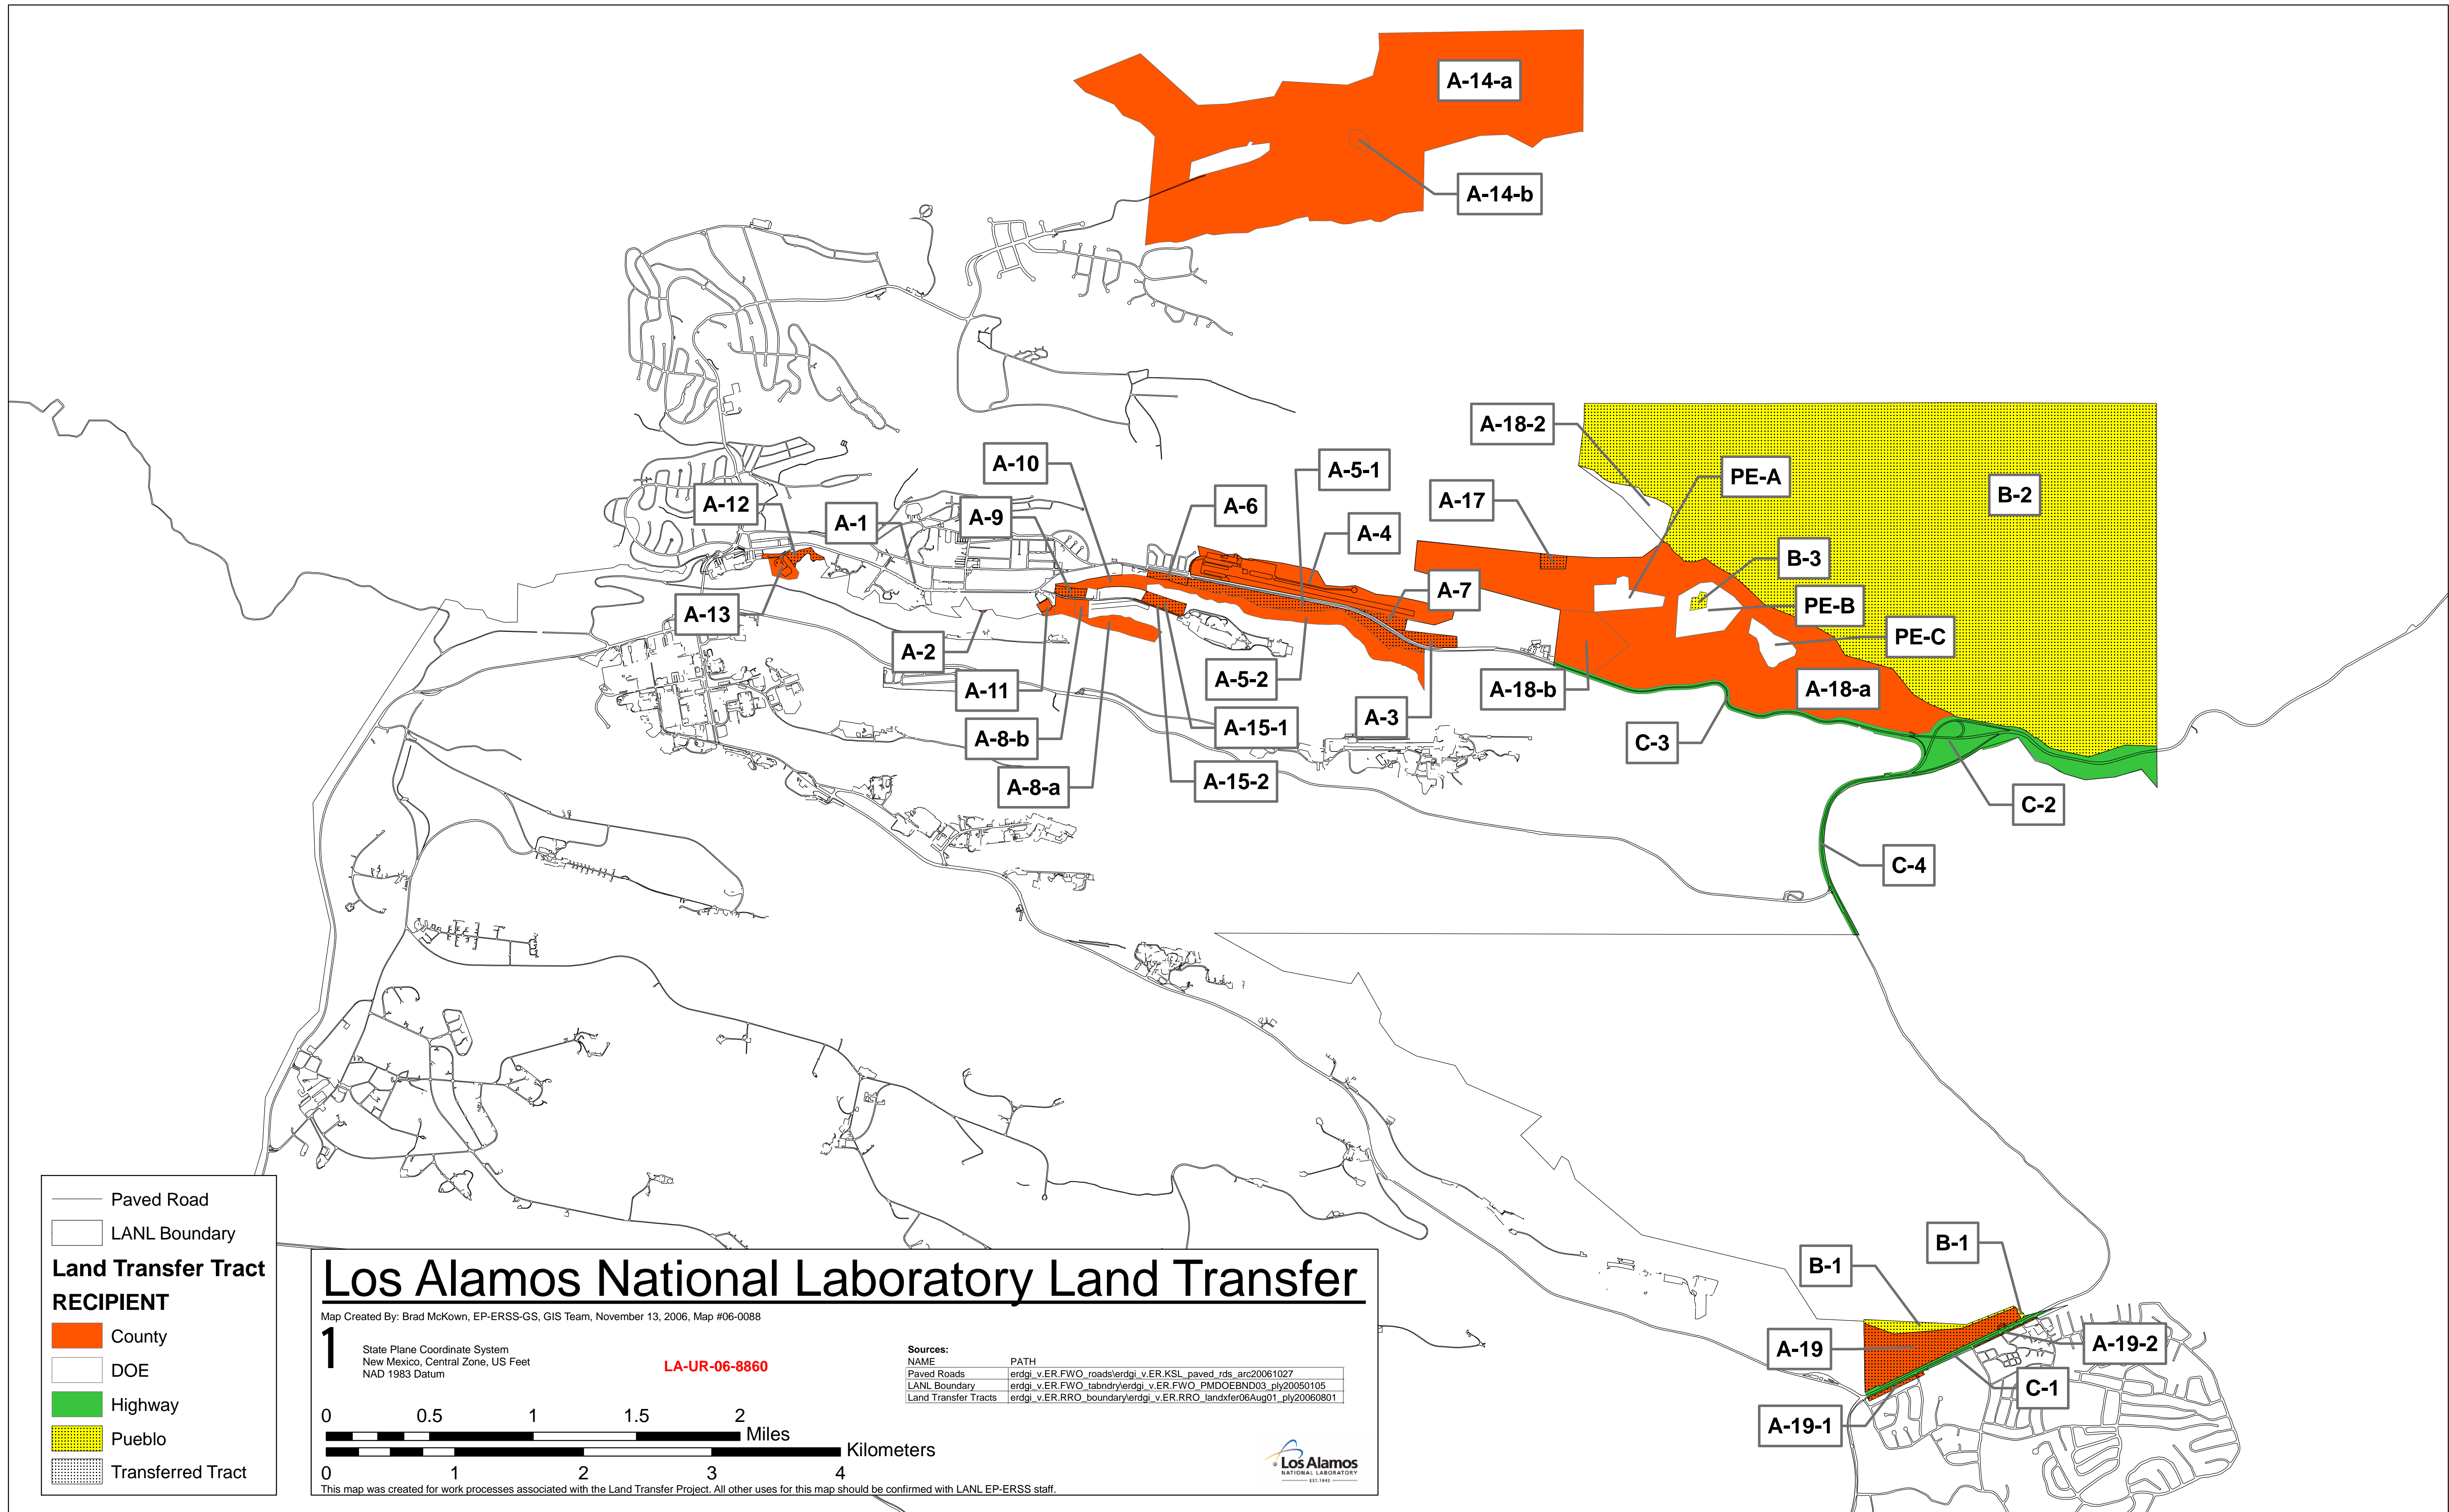 A-14-a
A-14-b
A-18-2
A-10
A-5-1
PE-A
B-2
A-12
A-1
A-9
A-6
A-17
A-4
B-3
A-7
PE-B
A-13
PE-C
A-2
A-11
A-5-2
A-18-b
A-18-a
A-8-b
A-15-1
A-3
C-3
A-8-a
A-15-2
C-2
C-4
B-1
B-1
A-19
A-19-2
C-1
A-19-1
Paved Road
LANL Boundary
Land Transfer Tract
RECIPIENT
County
DOE
Highway
Pueblo
Transferred Tract
Los Alamos National Laboratory Land Transfer
Map Created By: Brad McKown, EP-ERSS-GS, GIS Team, November 13, 2006, Map #06-0088
1
State Plane Coordinate System
New Mexico, Central Zone, US Feet
NAD 1983 Datum
LA-UR-06-8860
Sources:
NAME PATH
Paved Roads erdgi_v.ER.FWO_roads\erdgi_v.ER.KSL_paved_rds_arc20061027
LANL Boundary erdgi_v.ER.FWO_tabndry\erdgi_v.ER.FWO_PMDOEBND03_ply20050105
Land Transfer Tracts erdgi_v.ER.RRO_boundary\erdgi_v.ER.RRO_landxfer06Aug01_ply20060801
0 0.5 1 1.5 2
Miles
Kilometers
0 1 2 3 4
This map was created for work processes associated with the Land Transfer Project. All other uses for this map should be confirmed with LANL EP-ERSS staff.
Los Alamos
NATIONAL LABORATORY
EST.1943